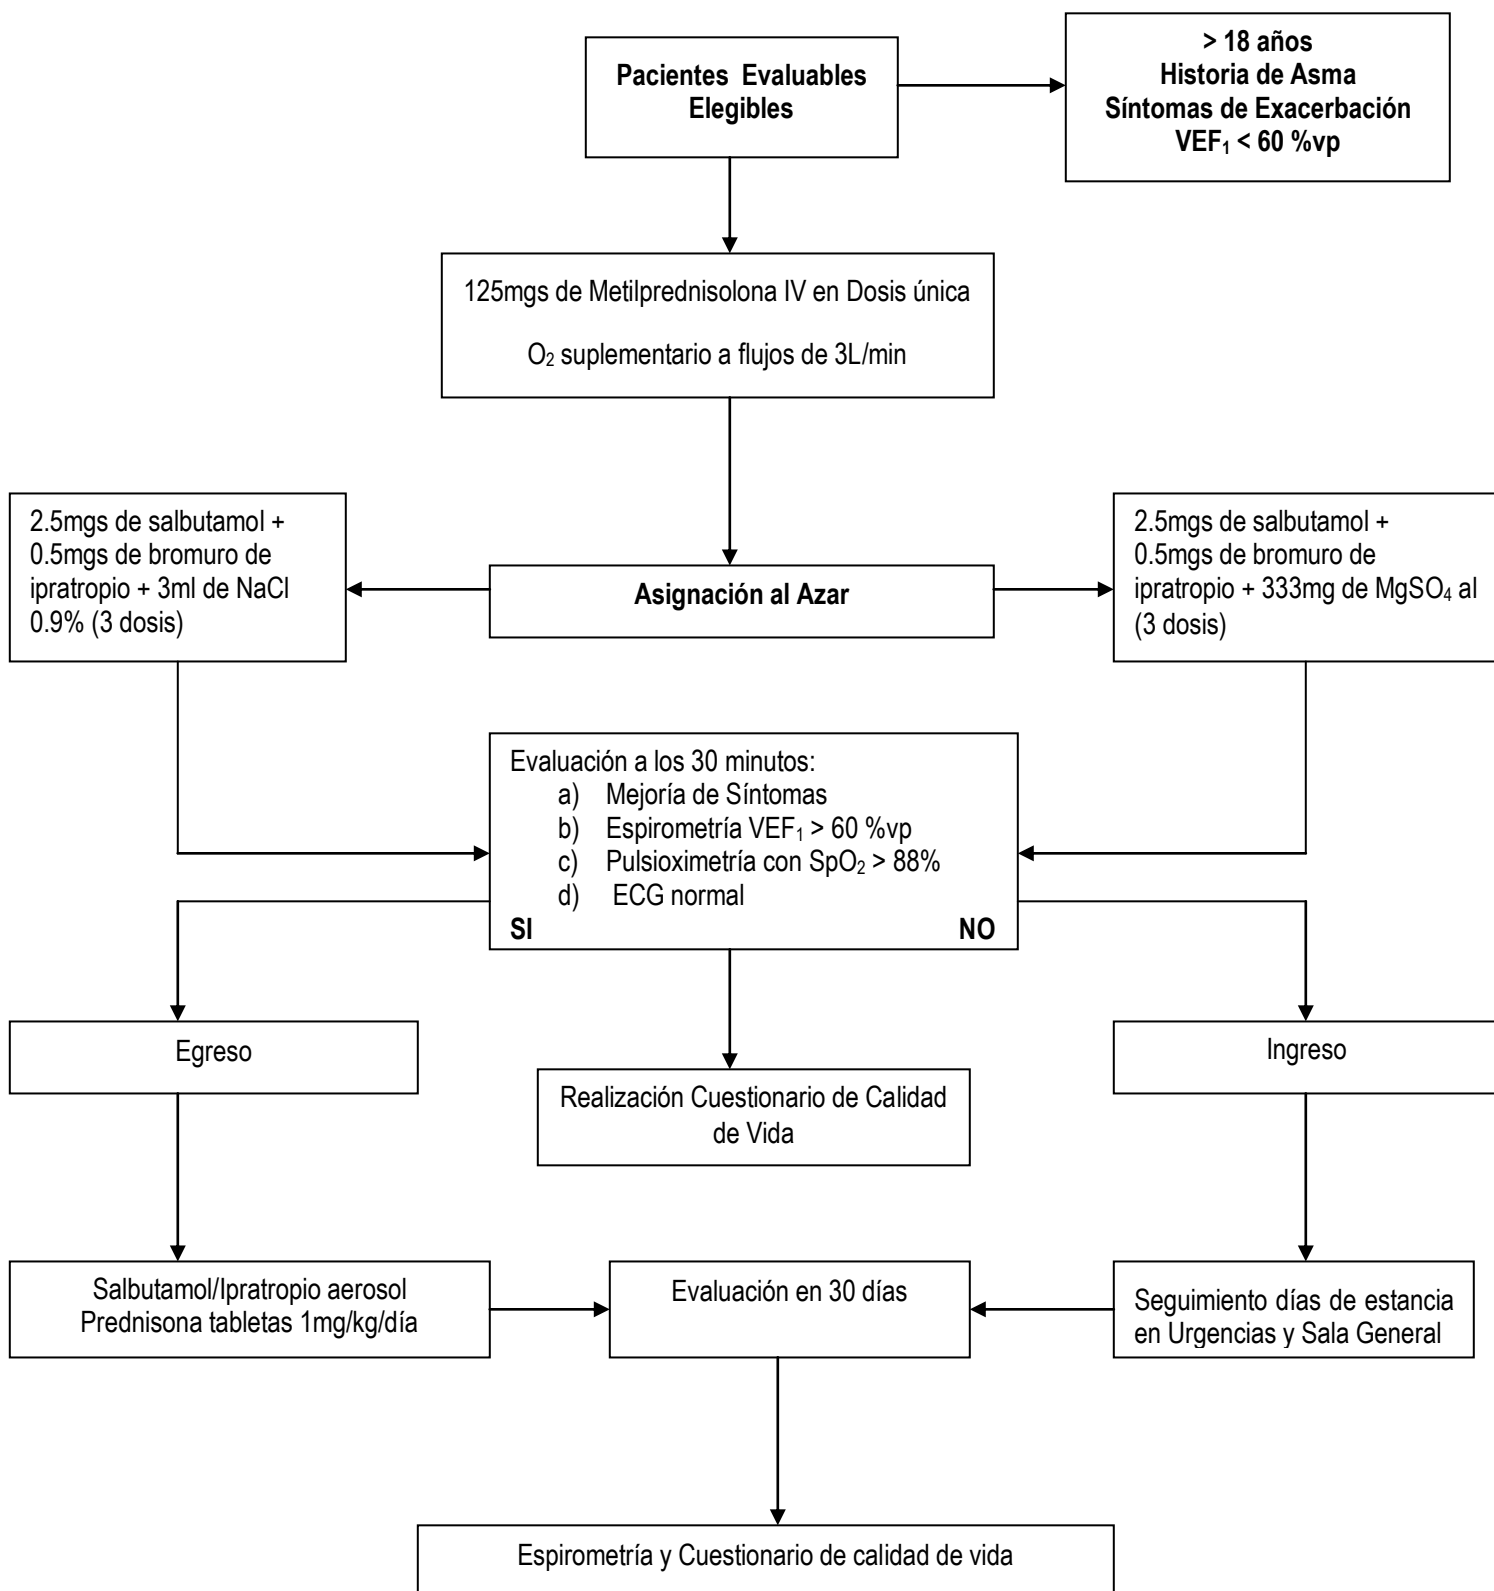 Pacientes Evaluables
Elegibles
> 18 años
Historia de Asma
Síntomas de Exacerbación
VEF₁ < 60 %vp
125mgs de Metilprednisolona IV en Dosis única
O₂ suplementario a flujos de 3L/min
2.5mgs de salbutamol +
0.5mgs de bromuro de
ipratropio + 3ml de NaCl
0.9% (3 dosis)
Asignación al Azar
2.5mgs de salbutamol +
0.5mgs de bromuro de
ipratropio + 333mg de MgSO₄ al
(3 dosis)
Evaluación a los 30 minutos:
a) Mejoría de Síntomas
b) Espirometría VEF₁ > 60 %vp
c) Pulsioximetría con SpO₂ > 88%
d) ECG normal
SI NO
Egreso
Realización Cuestionario de Calidad
de Vida
Ingreso
Salbutamol/Ipratropio aerosol
Prednisona tabletas 1mg/kg/día
Evaluación en 30 días
Seguimiento días de estancia
en Urgencias y Sala General
Espirometría y Cuestionario de calidad de vida